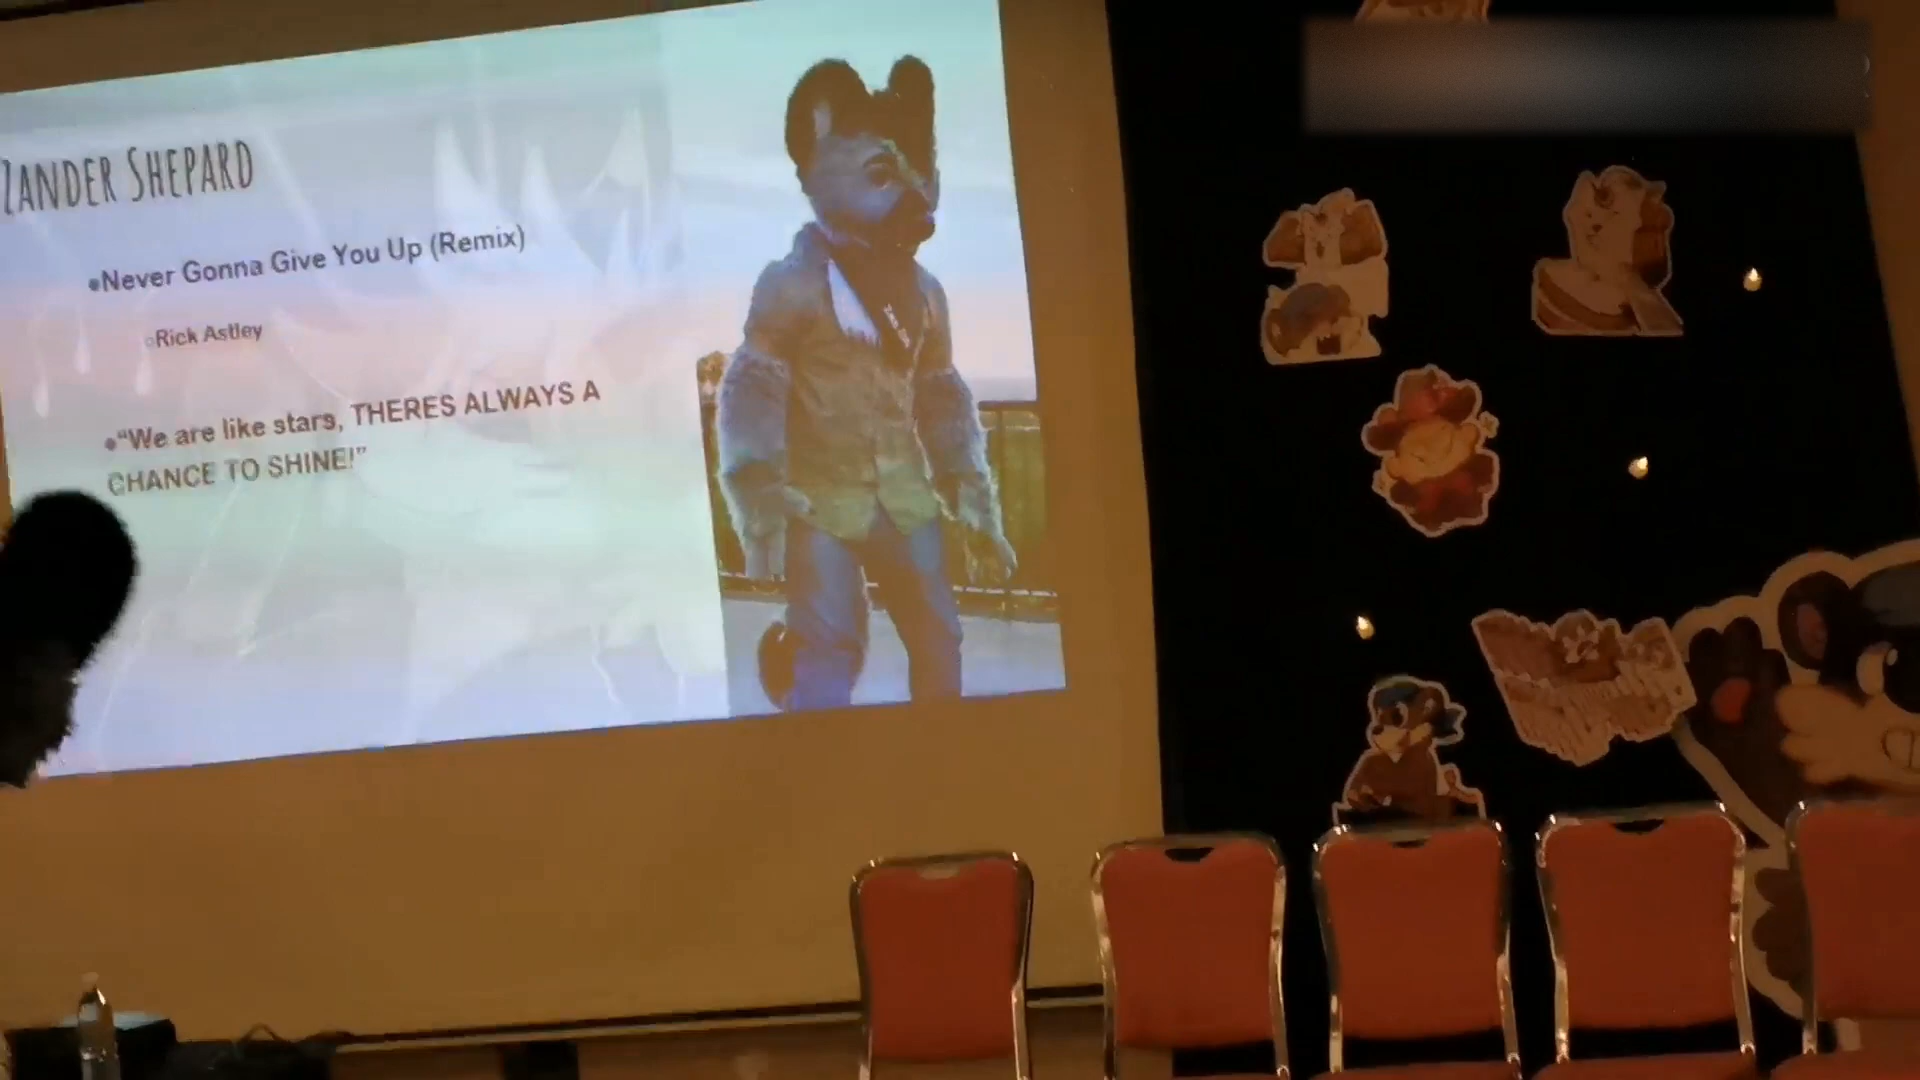 ZANDER SHEPARD
•Never Gonna Give You Up (Remix)
○Rick Astley
•“We are like stars, THERES ALWAYS A
CHANCE TO SHINE!”